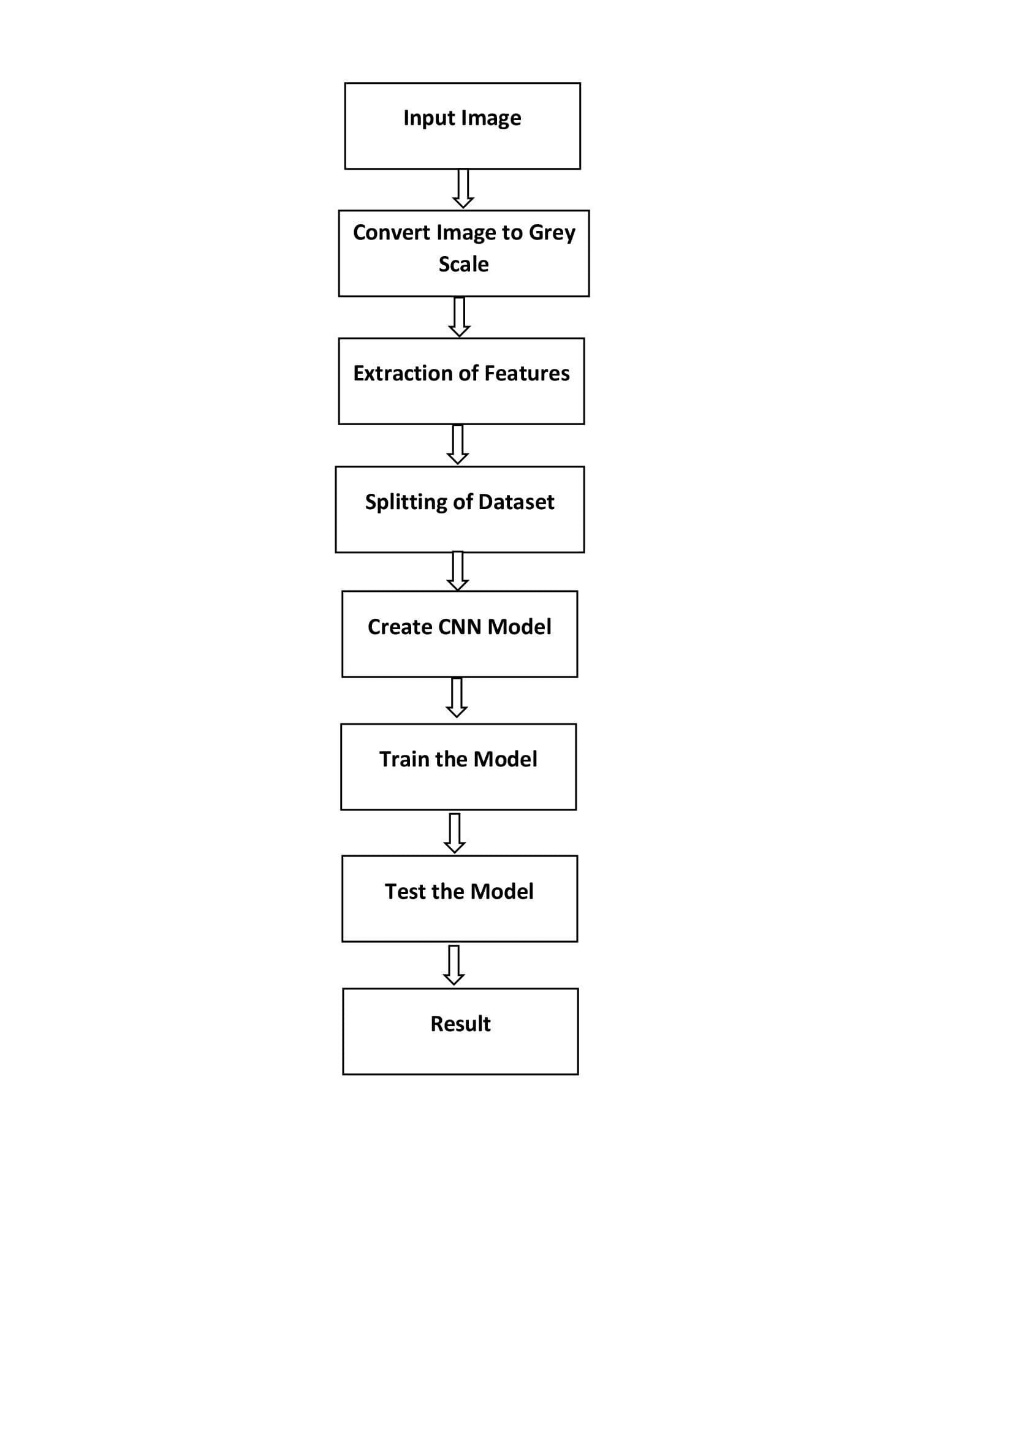 Input Image
Convert Image to Grey
Scale
Extraction of Features
Splitting of Dataset
Create CNN Model
Train the Model
Test the Model
Result